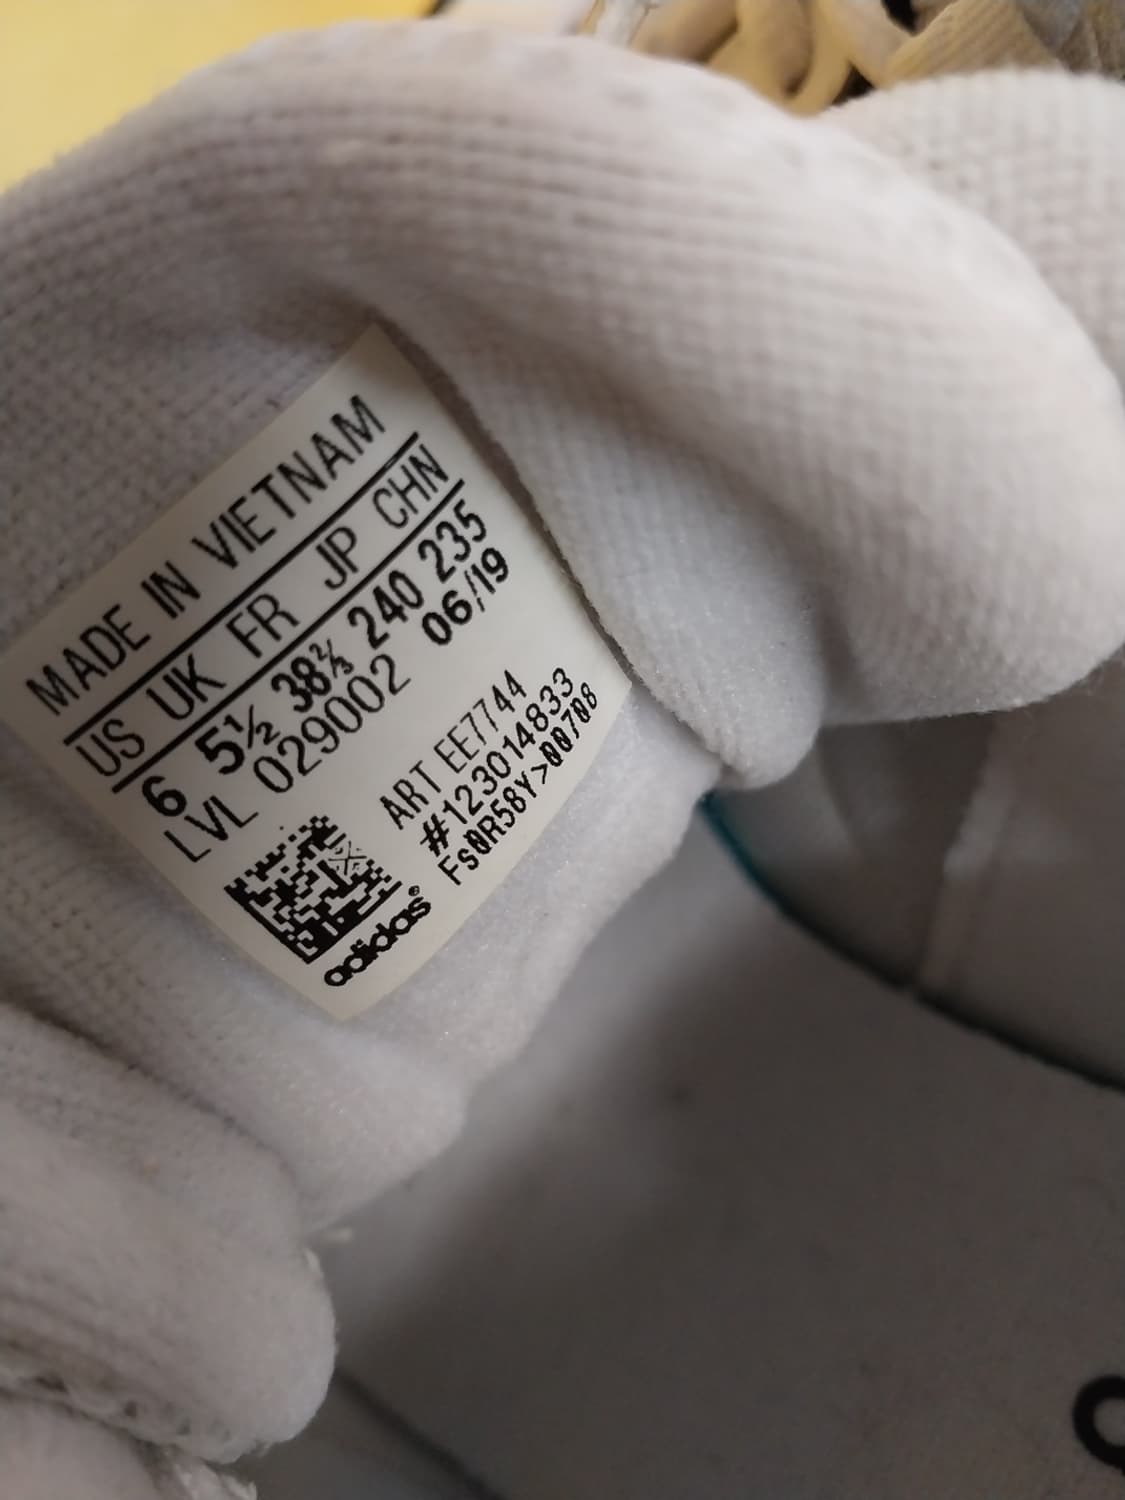 MADE IN VIETNAM
US UK FR JP CHN
6 5½ 38⅔ 240 235
LVL 029002 06/19
ART EE7744
#123014833
FS0R58Y>00708
adidas®